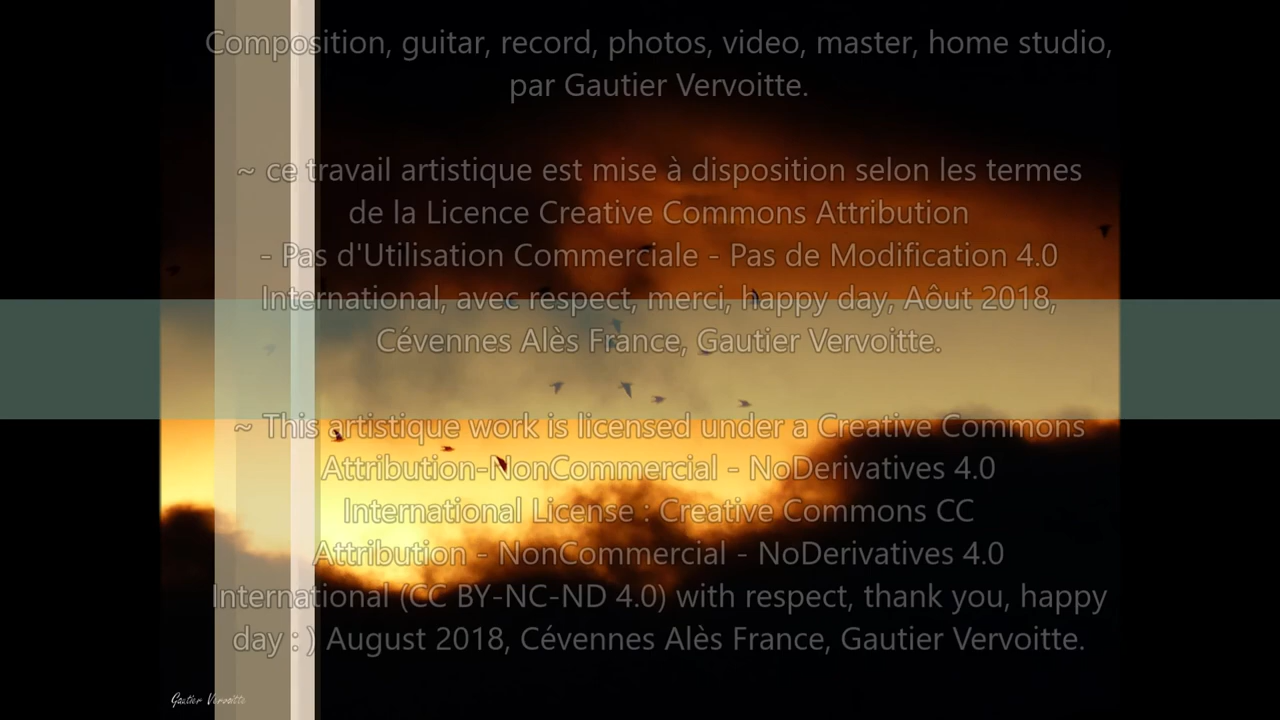 Composition, guitar, record, photos, video, master, home studio,
par Gautier Vervoitte.
~ ce travail artistique est mise à disposition selon les termes
de la Licence Creative Commons Attribution
- Pas d'Utilisation Commerciale - Pas de Modification 4.0
International, avec respect, merci, happy day, Aôut 2018,
Cévennes Alès France, Gautier Vervoitte.
~ This artistique work is licensed under a Creative Commons
Attribution-NonCommercial - NoDerivatives 4.0
International License : Creative Commons CC
Attribution - NonCommercial - NoDerivatives 4.0
International (CC BY-NC-ND 4.0) with respect, thank you, happy
day : ) August 2018, Cévennes Alès France, Gautier Vervoitte.
Gautier Vervoitte